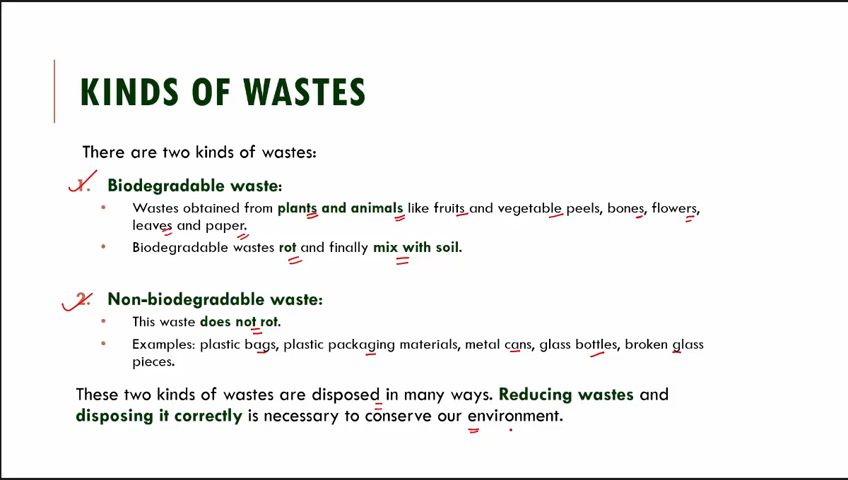 KINDS OF WASTES
There are two kinds of wastes:
1. Biodegradable waste:
• Wastes obtained from plants and animals like fruits and vegetable peels, bones, flowers,
leaves and paper.
• Biodegradable wastes rot and finally mix with soil.
2. Non-biodegradable waste:
• This waste does not rot.
• Examples: plastic bags, plastic packaging materials, metal cans, glass bottles, broken glass
pieces.
These two kinds of wastes are disposed in many ways. Reducing wastes and
disposing it correctly is necessary to conserve our environment.